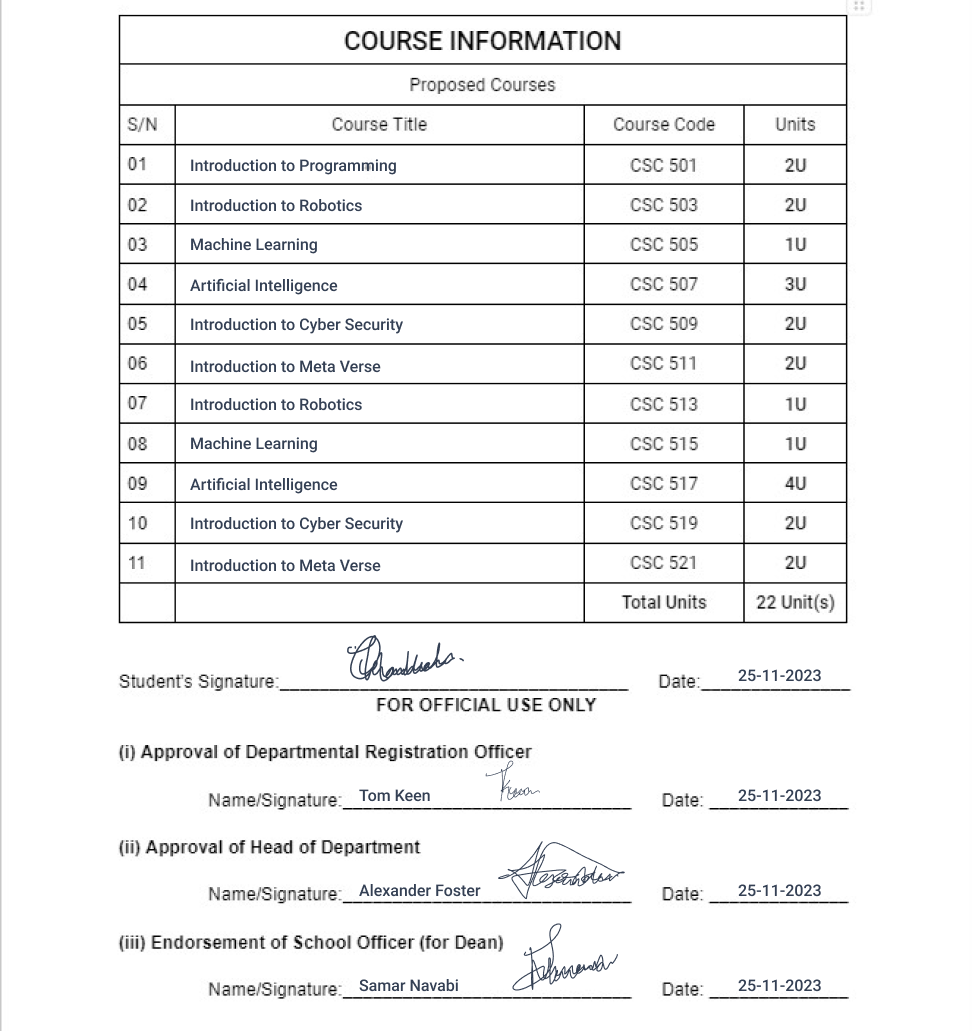 COURSE INFORMATION
Proposed Courses
S/N Course Title Course Code Units
01 Introduction to Programming CSC 501 2U
02 Introduction to Robotics CSC 503 2U
03 Machine Learning CSC 505 1U
04 Artificial Intelligence CSC 507 3U
05 Introduction to Cyber Security CSC 509 2U
06 Introduction to Meta Verse CSC 511 2U
07 Introduction to Robotics CSC 513 1U
08 Machine Learning CSC 515 1U
09 Artificial Intelligence CSC 517 4U
10 Introduction to Cyber Security CSC 519 2U
11 Introduction to Meta Verse CSC 521 2U
Total Units 22 Unit(s)
Student's Signature: Date: 25-11-2023
FOR OFFICIAL USE ONLY
(i) Approval of Departmental Registration Officer
Name/Signature: Tom Keen Keen Date: 25-11-2023
(ii) Approval of Head of Department
Name/Signature: Alexander Foster Date: 25-11-2023
(iii) Endorsement of School Officer (for Dean)
Name/Signature: Samar Navabi Date: 25-11-2023